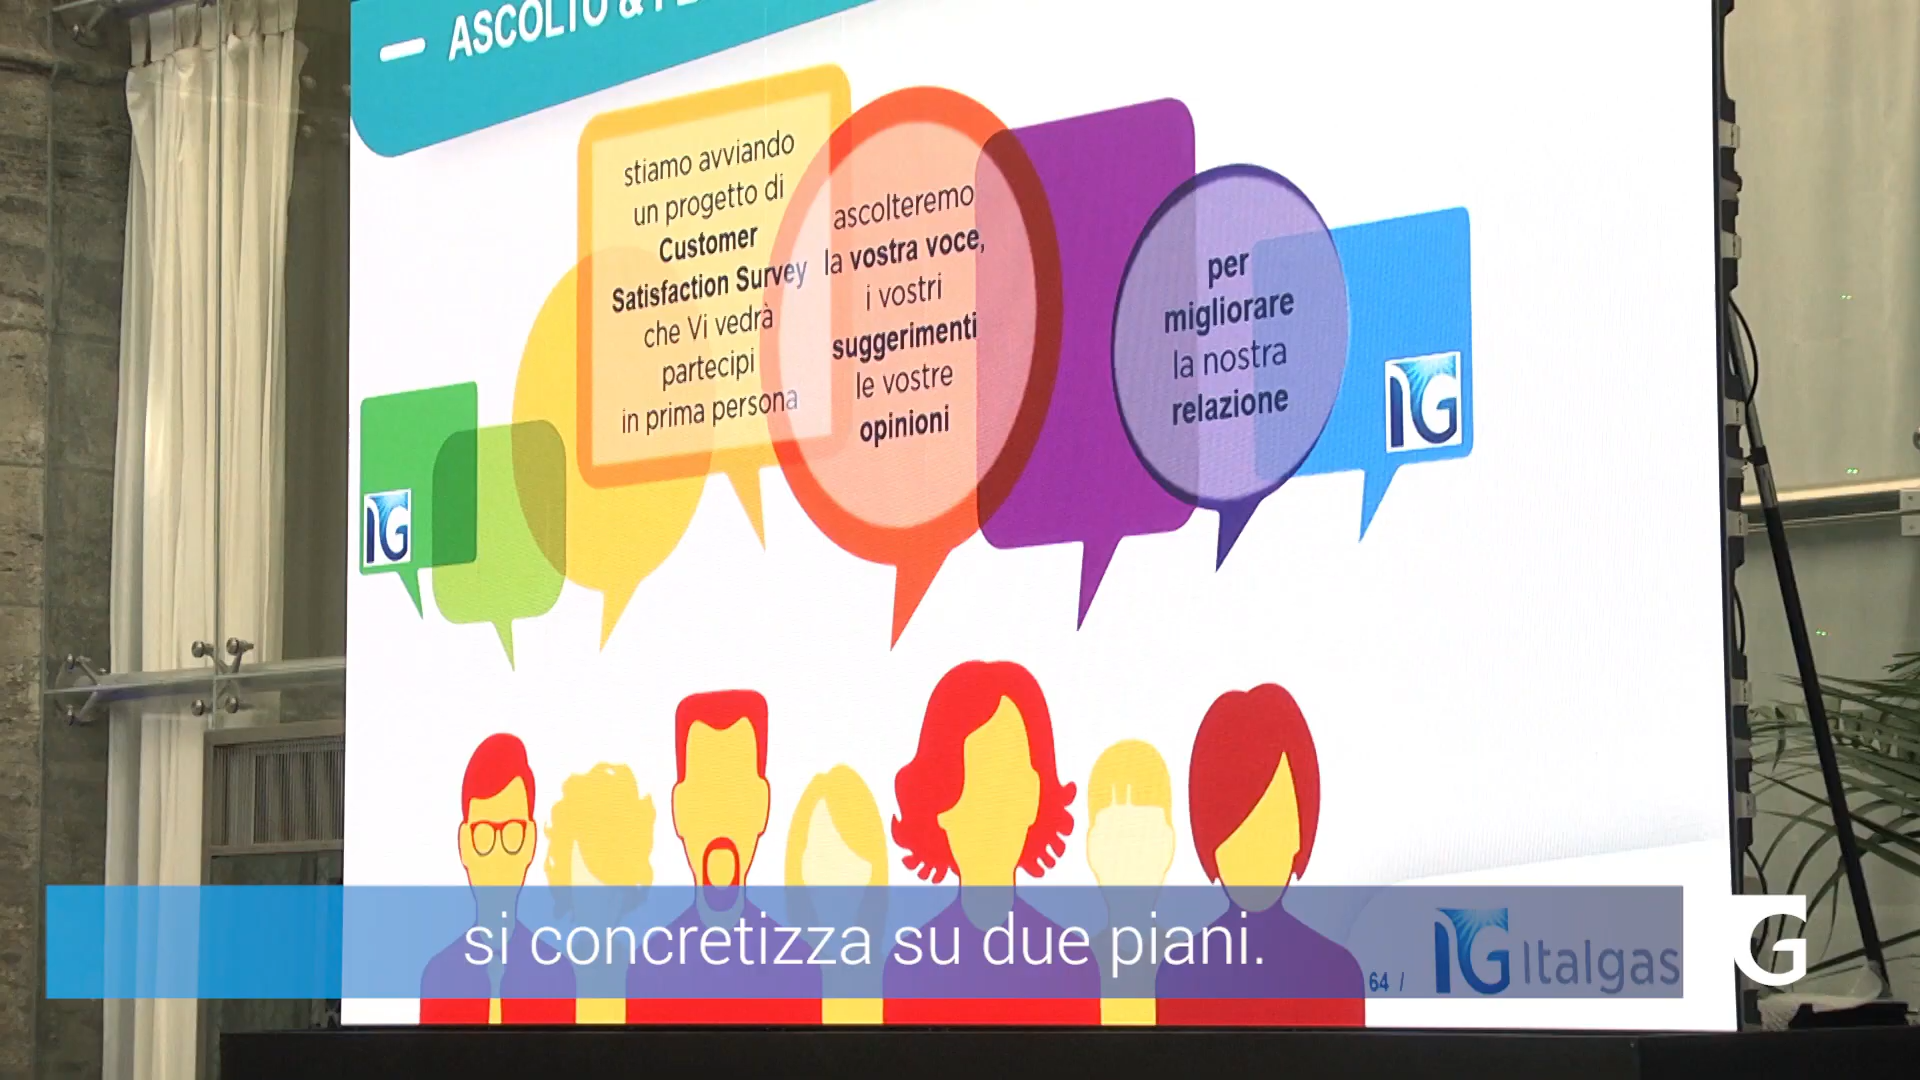 ASCOLTO &
stiamo avviando
un progetto di
Customer
Satisfaction Survey
che Vi vedrà
partecipi
in prima persona
ascolteremo
la vostra voce,
i vostri
suggerimenti
le vostre
opinioni
per
migliorare
la nostra
relazione
IG
IG
si concretizza su due piani.
64 /
IG Italgas
G